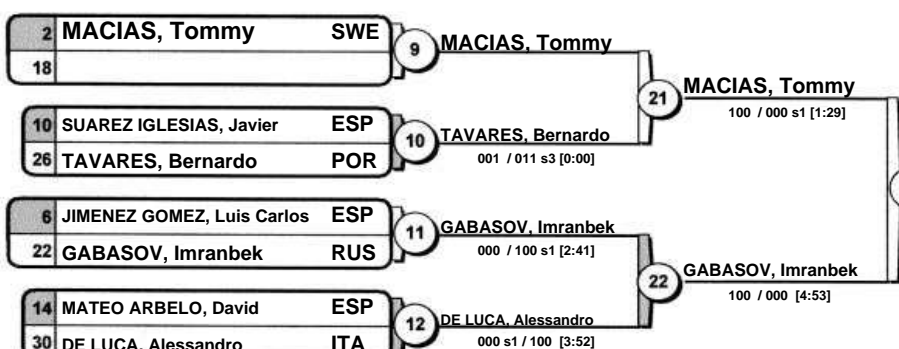 2 MACIAS, Tommy SWE
18
9
MACIAS, Tommy
21
MACIAS, Tommy
100 / 000 s1 [1:29]
10 SUAREZ IGLESIAS, Javier ESP
26 TAVARES, Bernardo POR
10
TAVARES, Bernardo
001 / 011 s3 [0:00]
6 JIMENEZ GOMEZ, Luis Carlos ESP
22 GABASOV, Imranbek RUS
11
GABASOV, Imranbek
000 / 100 s1 [2:41]
22
GABASOV, Imranbek
100 / 000 [4:53]
14 MATEO ARBELO, David ESP
30 DE LUCA, Alessandro ITA
12
DE LUCA, Alessandro
000 s1 / 100 [3:52]